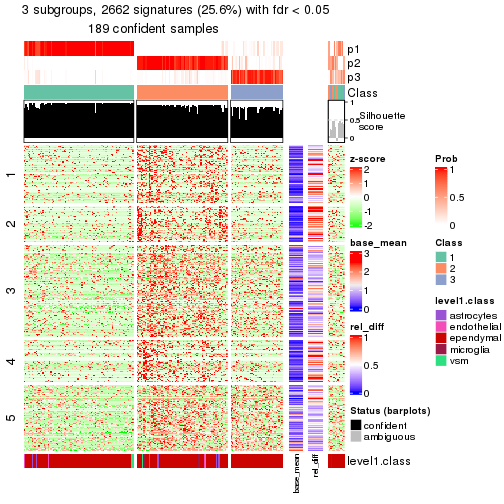 3 subgroups, 2662 signatures (25.6%) with fdr < 0.05
189 confident samples
p1
p2
p3
Class
1
0.5
0
Silhouette
score
1
2
3
4
5
z-score
2
1
0
-1
-2
base_mean
3
2
1
0
rel_diff
1
0.5
0
Status (barplots)
confident
ambiguous
Prob
1
0.5
0
Class
1
2
3
level1.class
astrocytes
endothelial
ependymal
microglia
vsm
level1.class
base_mean
rel_diff